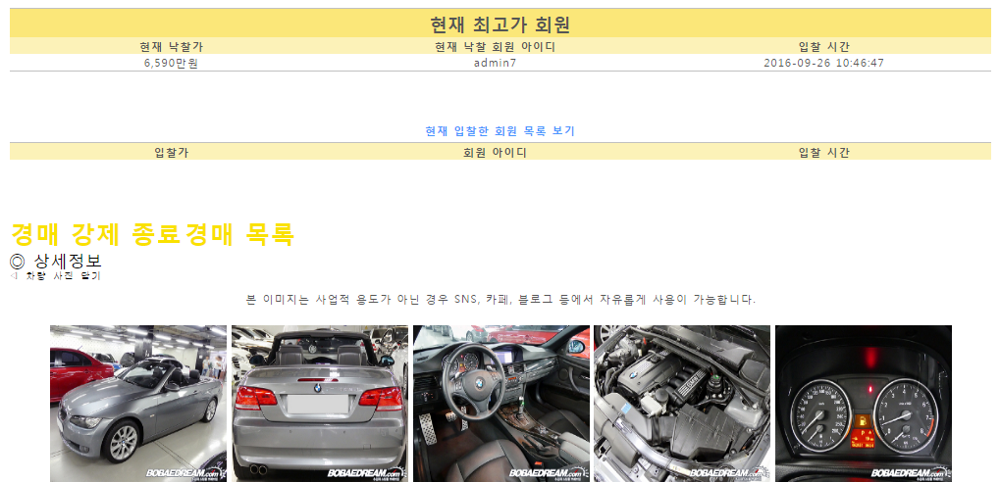 현재 최고가 회원
현재 낙찰가 현재 낙찰 회원 아이디 입찰 시간
6,590만원 admin7 2016-09-26 10:46:47
현재 입찰한 회원 목록 보기
입찰가 회원 아이디 입찰 시간
경매 강제 종료경매 목록
◎ 상세정보
◁ 차량 사진 닫기
본 이미지는 사업적 용도가 아닌 경우 SNS, 카페, 블로그 등에서 자유롭게 사용이 가능합니다.
BOBAEDREAM.com BOBAEDREAM.com BOBAEDREAM.com BOBAEDREAM.com BOBAEDREAM.com